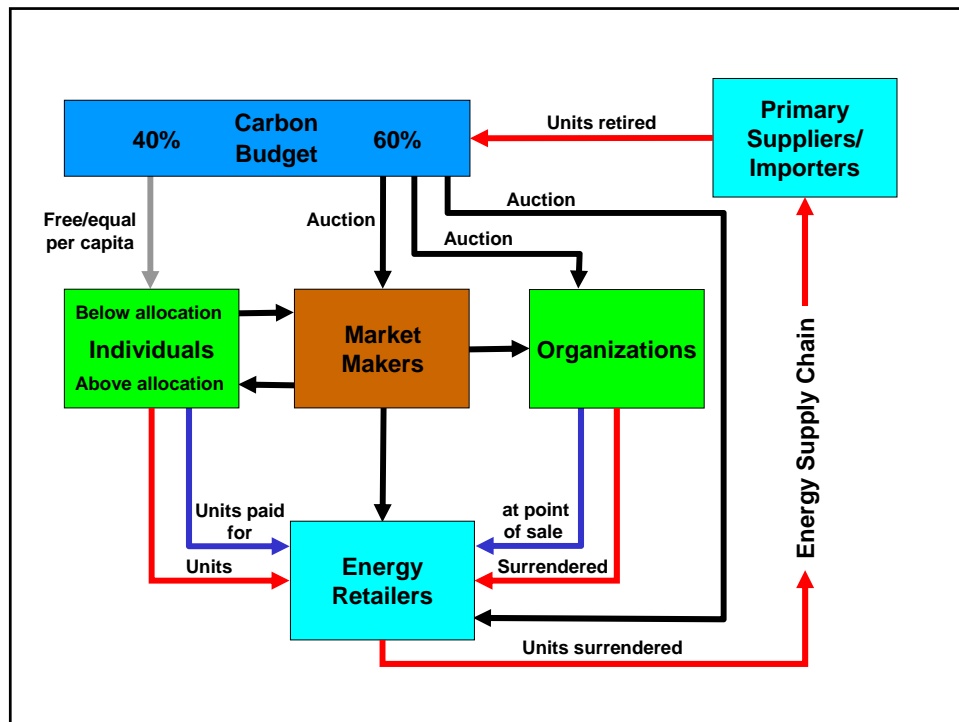 40%
Carbon
Budget
60%
Units retired
Primary
Suppliers/
Importers
Free/equal
per capita
Auction
Auction
Auction
Below allocation
Individuals
Above allocation
Market
Makers
Organizations
Energy Supply Chain
Units paid
for
at point
of sale
Units
Energy
Retailers
Surrendered
Units surrendered